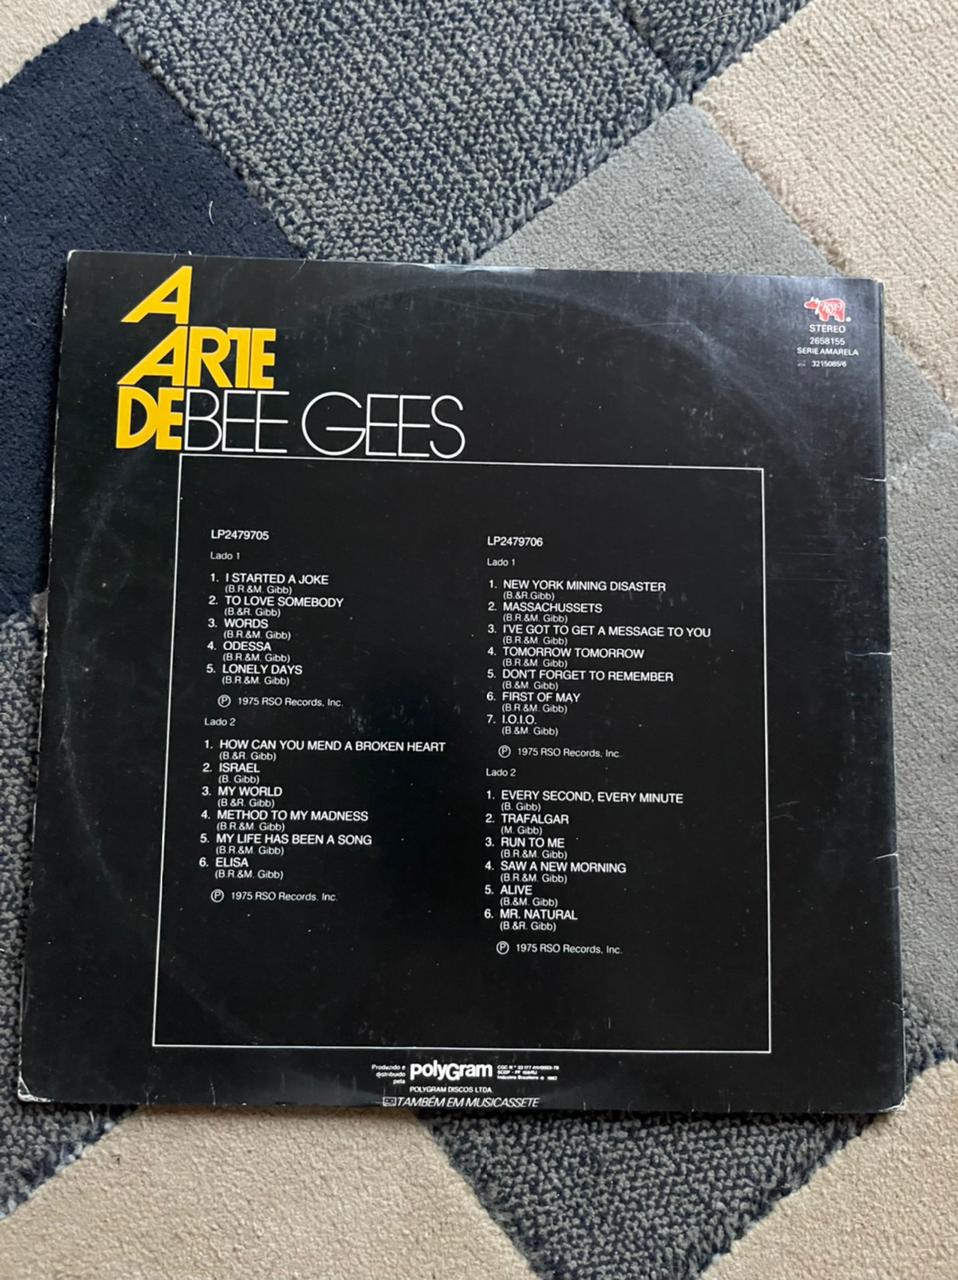 A
ARTE
DE BEE GEES
STEREO
2658155
SERIE AMARELA
3215085/6
LP2479705
Lado 1
1. I STARTED A JOKE
(B.R.&M. Gibb)
2. TO LOVE SOMEBODY
(B.&R. Gibb)
3. WORDS
(B.R.&M. Gibb)
4. ODESSA
(B.R.&M. Gibb)
5. LONELY DAYS
(B.R.&M. Gibb)
Ⓟ 1975 RSO Records, Inc.
Lado 2
1. HOW CAN YOU MEND A BROKEN HEART
(B.&R. Gibb)
2. ISRAEL
(B. Gibb)
3. MY WORLD
(B.&R. Gibb)
4. METHOD TO MY MADNESS
(B.R.&M. Gibb)
5. MY LIFE HAS BEEN A SONG
(B.R.&M. Gibb)
6. ELISA
(B.R.&M. Gibb)
Ⓟ 1975 RSO Records. Inc.
LP2479706
Lado 1
1. NEW YORK MINING DISASTER
(B.&R.Gibb)
2. MASSACHUSSETS
(B.R.&M. Gibb)
3. I'VE GOT TO GET A MESSAGE TO YOU
(B.R.&M. Gibb)
4. TOMORROW TOMORROW
(B.R.&M. Gibb)
5. DON'T FORGET TO REMEMBER
(B.&M. Gibb)
6. FIRST OF MAY
(B.R.&M. Gibb)
7. I.O.I.O.
(B.&M. Gibb)
Ⓟ 1975 RSO Records, Inc.
Lado 2
1. EVERY SECOND, EVERY MINUTE
(B. Gibb)
2. TRAFALGAR
(M. Gibb)
3. RUN TO ME
(B.R.&M. Gibb)
4. SAW A NEW MORNING
(B.R.&M. Gibb)
5. ALIVE
(B.&M. Gibb)
6. MR. NATURAL
(B.&R. Gibb)
Ⓟ 1975 RSO Records, Inc.
Produzido e
distribuido
pela
polyGram
POLYGRAM DISCOS LTDA.
TAMBÉM EM MUSICASSETE